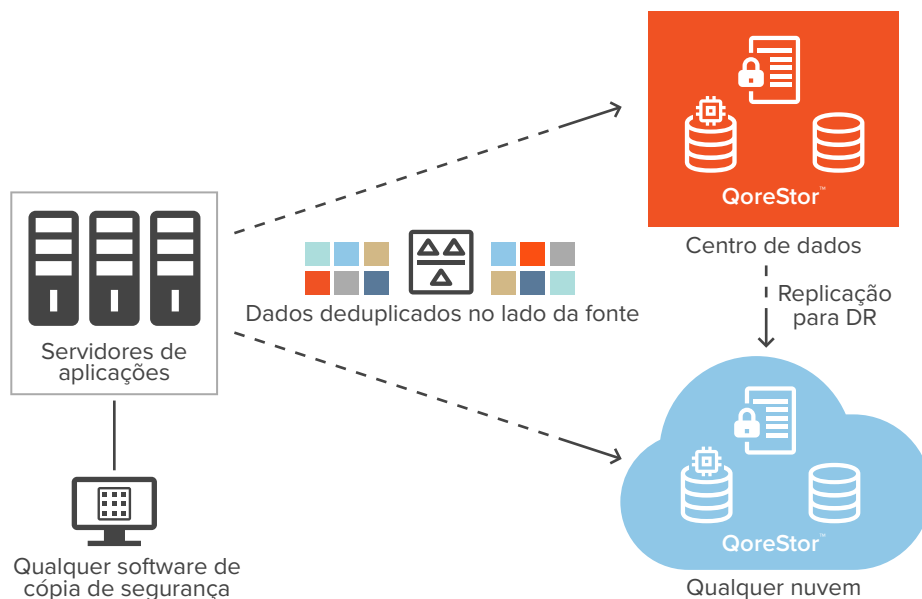 QoreStor™
Centro de dados
Replicação
para DR
Dados deduplicados no lado da fonte
Servidores de
aplicações
Qualquer software de
cópia de segurança
QoreStor™
Qualquer nuvem